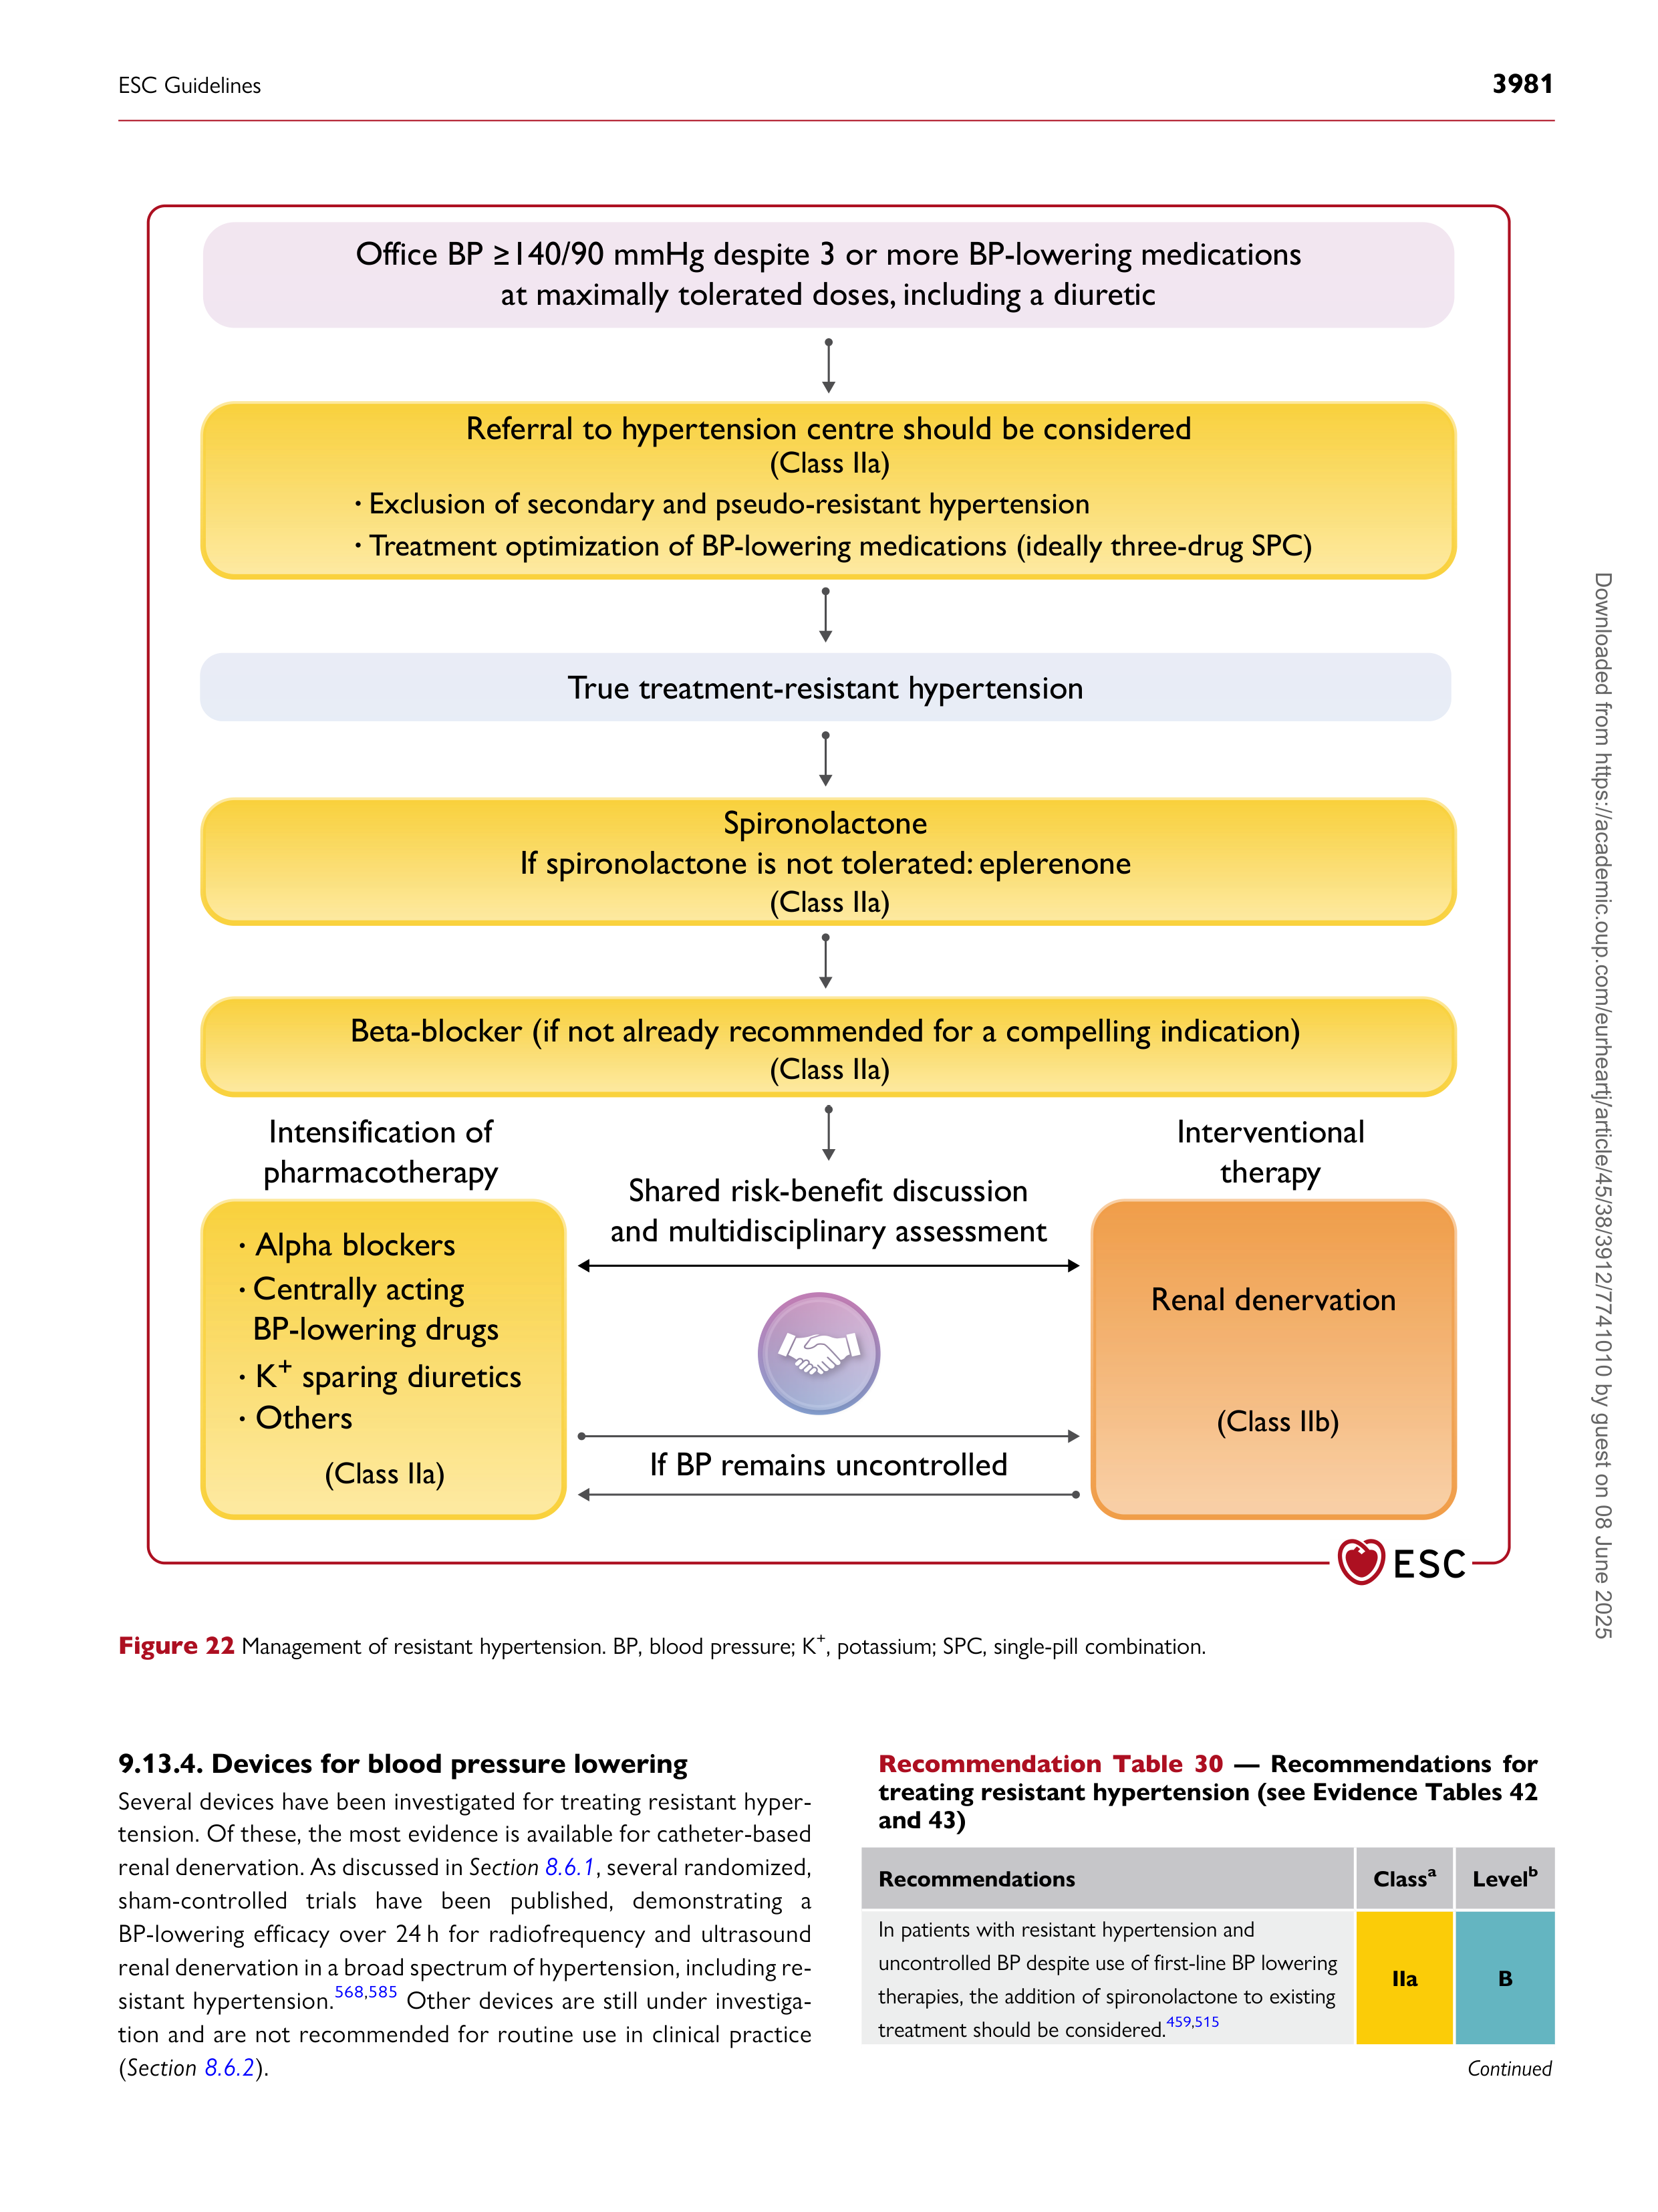 ESC Guidelines
3981
Office BP ≥140/90 mmHg despite 3 or more BP-lowering medications
at maximally tolerated doses, including a diuretic
Referral to hypertension centre should be considered
(Class IIa)
· Exclusion of secondary and pseudo-resistant hypertension
· Treatment optimization of BP-lowering medications (ideally three-drug SPC)
True treatment-resistant hypertension
Spironolactone
If spironolactone is not tolerated: eplerenone
(Class IIa)
Beta-blocker (if not already recommended for a compelling indication)
(Class IIa)
Intensification of
pharmacotherapy
· Alpha blockers
· Centrally acting
BP-lowering drugs
· K+ sparing diuretics
· Others
(Class IIa)
Shared risk-benefit discussion
and multidisciplinary assessment
If BP remains uncontrolled
Interventional
therapy
Renal denervation
(Class IIb)
ESC
Figure 22 Management of resistant hypertension. BP, blood pressure; K+, potassium; SPC, single-pill combination.
9.13.4. Devices for blood pressure lowering
Several devices have been investigated for treating resistant hyper-
tension. Of these, the most evidence is available for catheter-based
renal denervation. As discussed in Section 8.6.1, several randomized,
sham-controlled trials have been published, demonstrating a
BP-lowering efficacy over 24 h for radiofrequency and ultrasound
renal denervation in a broad spectrum of hypertension, including re-
sistant hypertension.568,585 Other devices are still under investiga-
tion and are not recommended for routine use in clinical practice
(Section 8.6.2).
Recommendation Table 30 — Recommendations for
treating resistant hypertension (see Evidence Tables 42
and 43)
Recommendations
Classa
Levelb
In patients with resistant hypertension and
uncontrolled BP despite use of first-line BP lowering
therapies, the addition of spironolactone to existing
treatment should be considered.459,515
IIa
B
Continued
Downloaded from https://academic.oup.com/eurheartj/article/45/38/3912/7741010 by guest on 08 June 2025